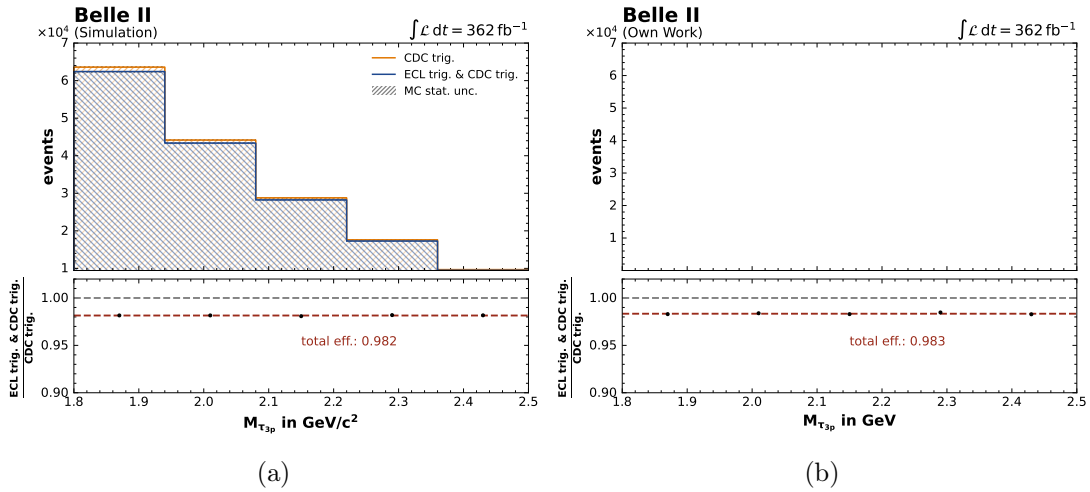 Belle II
(Simulation)
∫ℒ dt = 362 fb⁻¹
×10⁴
7
6
5
4
3
2
1
events
CDC trig.
ECL trig. & CDC trig.
MC stat. unc.
1.00
0.95
0.90
ECL trig. & CDC trig.
CDC trig.
total eff.: 0.982
1.8 1.9 2.0 2.1 2.2 2.3 2.4 2.5
M_τ₃ₚ in GeV/c²
(a)
Belle II
(Own Work)
∫ℒ dt = 362 fb⁻¹
×10⁴
7
6
5
4
3
2
1
events
1.00
0.95
0.90
ECL trig. & CDC trig.
CDC trig.
total eff.: 0.983
1.8 1.9 2.0 2.1 2.2 2.3 2.4 2.5
M_τ₃ₚ in GeV
(b)